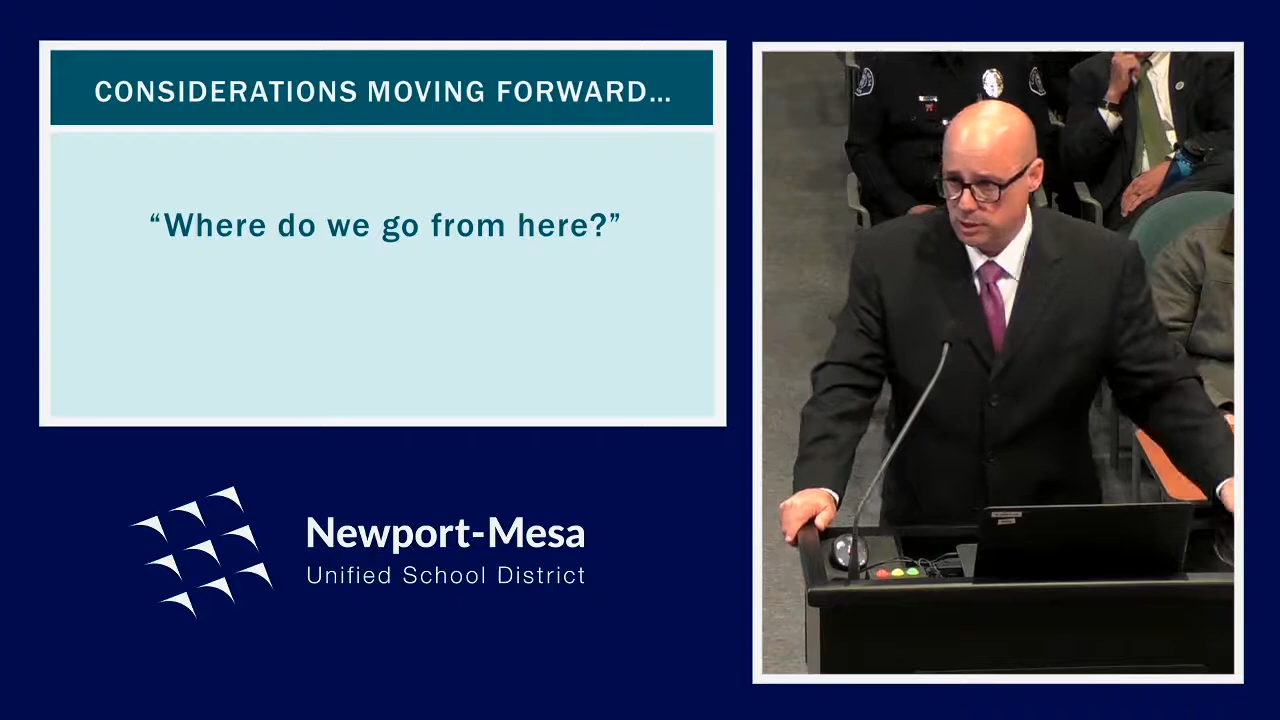 CONSIDERATIONS MOVING FORWARD...
“Where do we go from here?”
Newport-Mesa
Unified School District